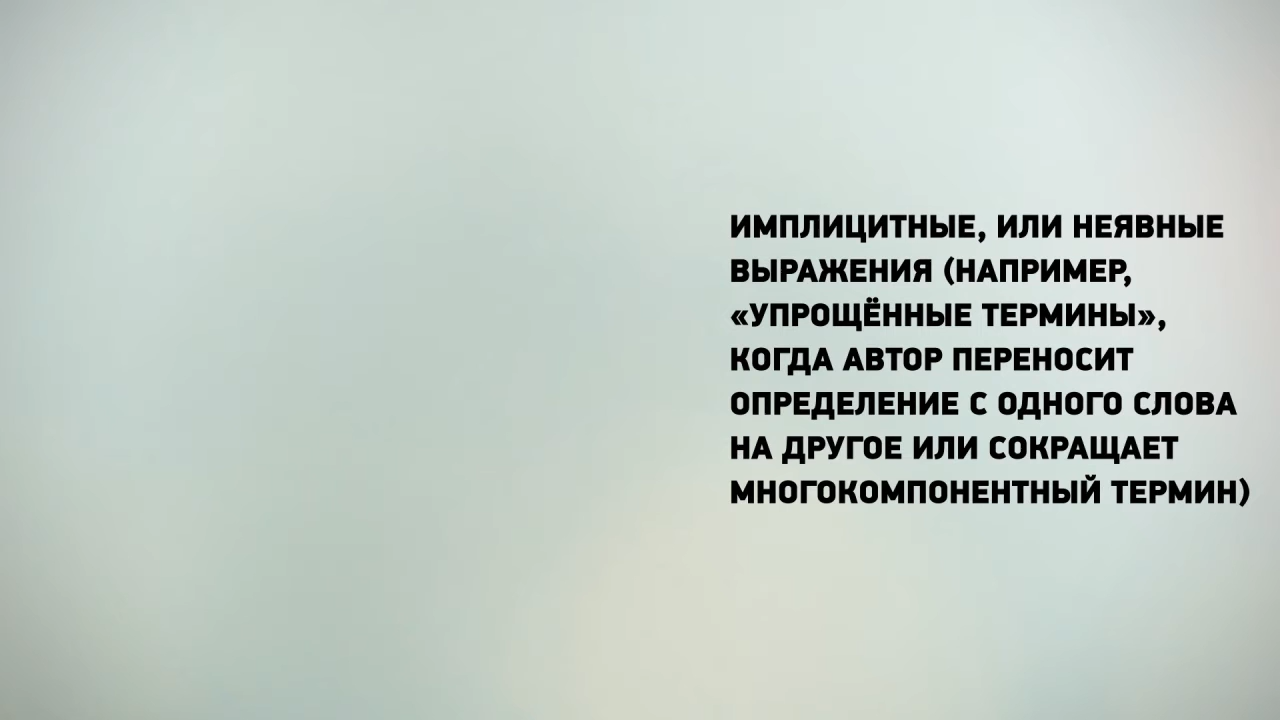 ИМПЛИЦИТНЫЕ, ИЛИ НЕЯВНЫЕ
ВЫРАЖЕНИЯ (НАПРИМЕР,
«УПРОЩЁННЫЕ ТЕРМИНЫ»,
КОГДА АВТОР ПЕРЕНОСИТ
ОПРЕДЕЛЕНИЕ С ОДНОГО СЛОВА
НА ДРУГОЕ ИЛИ СОКРАЩАЕТ
МНОГОКОМПОНЕНТНЫЙ ТЕРМИН)